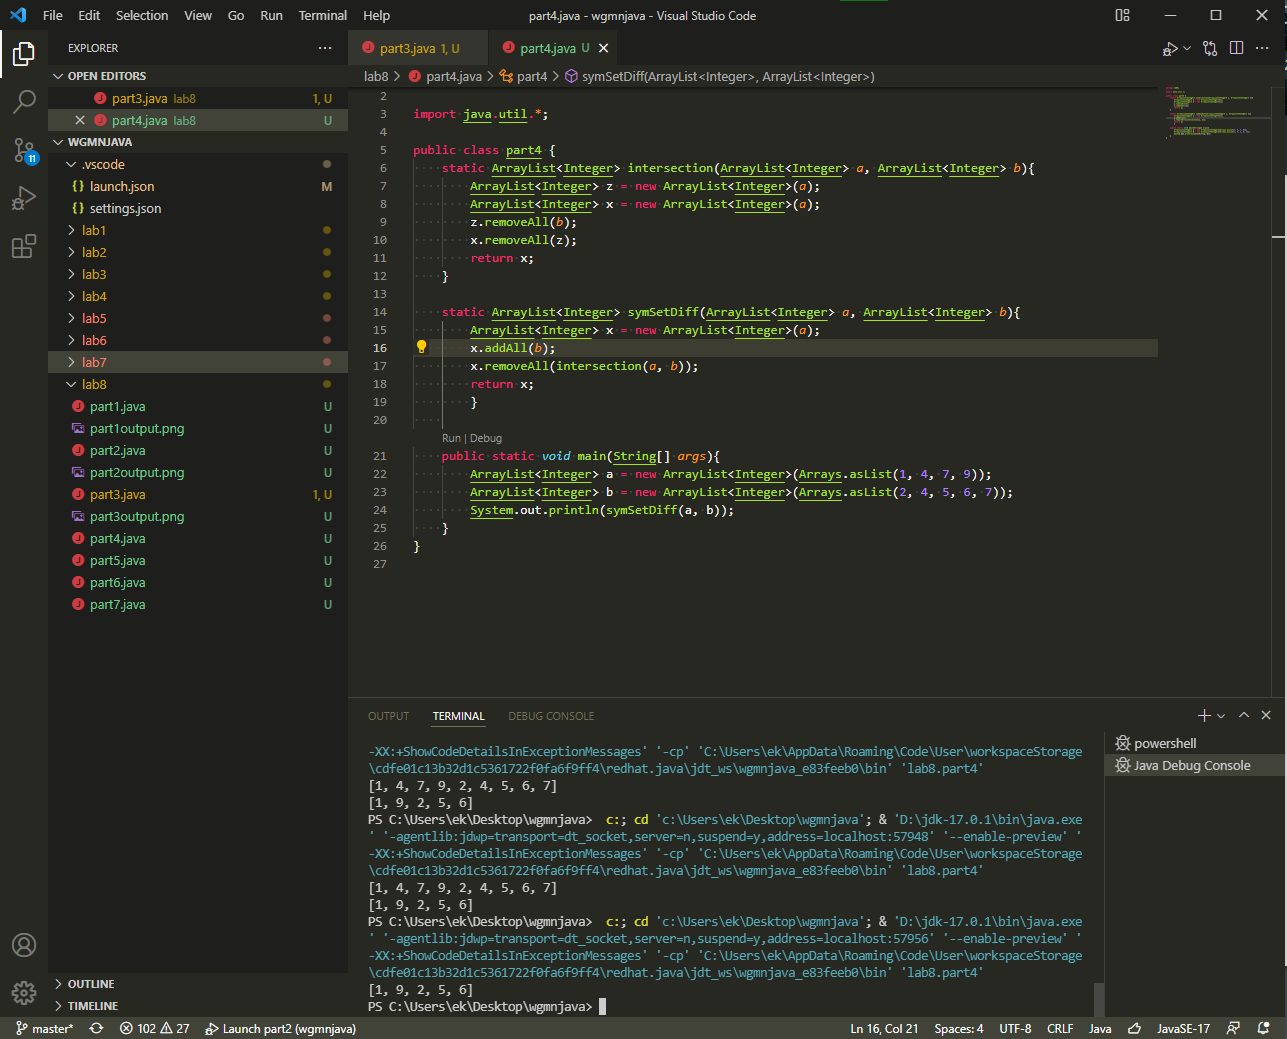 File Edit Selection View Go Run Terminal Help part4.java - wgmnjava - Visual Studio Code
EXPLORER
OPEN EDITORS
part3.java lab8 1, U
part4.java lab8 U
WGMNJAVA
.vscode
{} launch.json M
{} settings.json
lab1
lab2
lab3
lab4
lab5
lab6
lab7
lab8
part1.java U
part1output.png U
part2.java U
part2output.png U
part3.java 1, U
part3output.png U
part4.java U
part5.java U
part6.java U
part7.java U
OUTLINE
TIMELINE
11
part3.java 1, U part4.java U
lab8 > part4.java > part4 > symSetDiff(ArrayList<Integer>, ArrayList<Integer>)
2
3 import java.util.*;
4
5 public class part4 {
6 static ArrayList<Integer> intersection(ArrayList<Integer> a, ArrayList<Integer> b){
7 ArrayList<Integer> z = new ArrayList<Integer>(a);
8 ArrayList<Integer> x = new ArrayList<Integer>(a);
9 z.removeAll(b);
10 x.removeAll(z);
11 return x;
12 }
13
14 static ArrayList<Integer> symSetDiff(ArrayList<Integer> a, ArrayList<Integer> b){
15 ArrayList<Integer> x = new ArrayList<Integer>(a);
16 x.addAll(b);
17 x.removeAll(intersection(a, b));
18 return x;
19 }
20
Run | Debug
21 public static void main(String[] args){
22 ArrayList<Integer> a = new ArrayList<Integer>(Arrays.asList(1, 4, 7, 9));
23 ArrayList<Integer> b = new ArrayList<Integer>(Arrays.asList(2, 4, 5, 6, 7));
24 System.out.println(symSetDiff(a, b));
25 }
26 }
27
OUTPUT TERMINAL DEBUG CONSOLE
powershell
Java Debug Console
-XX:+ShowCodeDetailsInExceptionMessages' '-cp' 'C:\Users\ek\AppData\Roaming\Code\User\workspaceStorage
\cdfe01c13b32d1c5361722f0fa6f9ff4\redhat.java\jdt_ws\wgmnjava_e83feeb0\bin' 'lab8.part4'
[1, 4, 7, 9, 2, 4, 5, 6, 7]
[1, 9, 2, 5, 6]
PS C:\Users\ek\Desktop\wgmnjava> c:; cd 'c:\Users\ek\Desktop\wgmnjava'; & 'D:\jdk-17.0.1\bin\java.exe
' '-agentlib:jdwp=transport=dt_socket,server=n,suspend=y,address=localhost:57948' '--enable-preview' '
-XX:+ShowCodeDetailsInExceptionMessages' '-cp' 'C:\Users\ek\AppData\Roaming\Code\User\workspaceStorage
\cdfe01c13b32d1c5361722f0fa6f9ff4\redhat.java\jdt_ws\wgmnjava_e83feeb0\bin' 'lab8.part4'
[1, 4, 7, 9, 2, 4, 5, 6, 7]
[1, 9, 2, 5, 6]
PS C:\Users\ek\Desktop\wgmnjava> c:; cd 'c:\Users\ek\Desktop\wgmnjava'; & 'D:\jdk-17.0.1\bin\java.exe
' '-agentlib:jdwp=transport=dt_socket,server=n,suspend=y,address=localhost:57956' '--enable-preview' '
-XX:+ShowCodeDetailsInExceptionMessages' '-cp' 'C:\Users\ek\AppData\Roaming\Code\User\workspaceStorage
\cdfe01c13b32d1c5361722f0fa6f9ff4\redhat.java\jdt_ws\wgmnjava_e83feeb0\bin' 'lab8.part4'
[1, 9, 2, 5, 6]
PS C:\Users\ek\Desktop\wgmnjava>
master* 102 27 Launch part2 (wgmnjava) Ln 16, Col 21 Spaces: 4 UTF-8 CRLF Java JavaSE-17